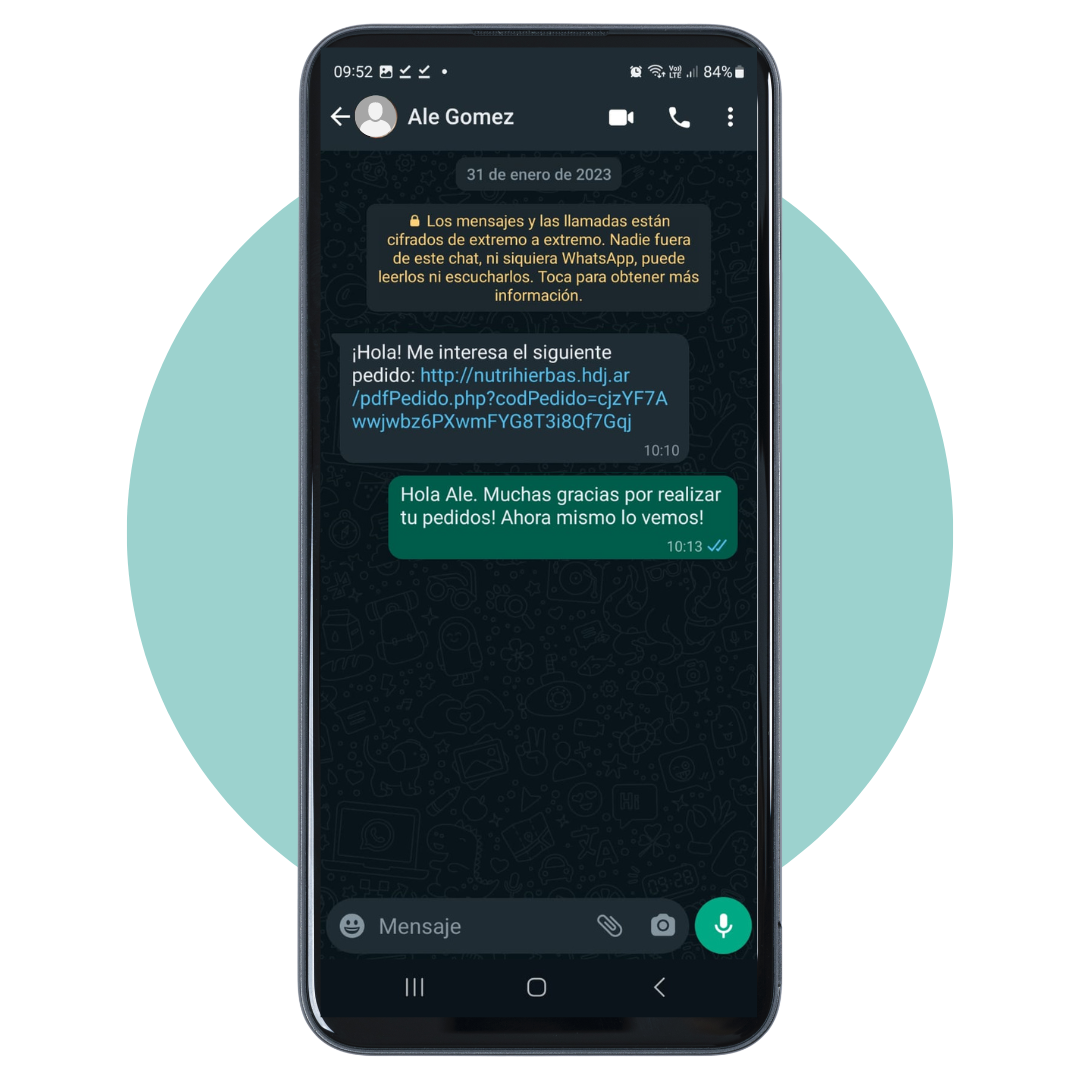 09:52
Vo))
LTE
84%
Ale Gomez
31 de enero de 2023
Los mensajes y las llamadas están
cifrados de extremo a extremo. Nadie fuera
de este chat, ni siquiera WhatsApp, puede
leerlos ni escucharlos. Toca para obtener más
información.
¡Hola! Me interesa el siguiente
pedido: http://nutrihierbas.hdj.ar
/pdfPedido.php?codPedido=cjzYF7A
wwjwbz6PXwmFYG8T3i8Qf7Gqj
10:10
Hola Ale. Muchas gracias por realizar
tu pedidos! Ahora mismo lo vemos!
10:13
Hi
Mensaje